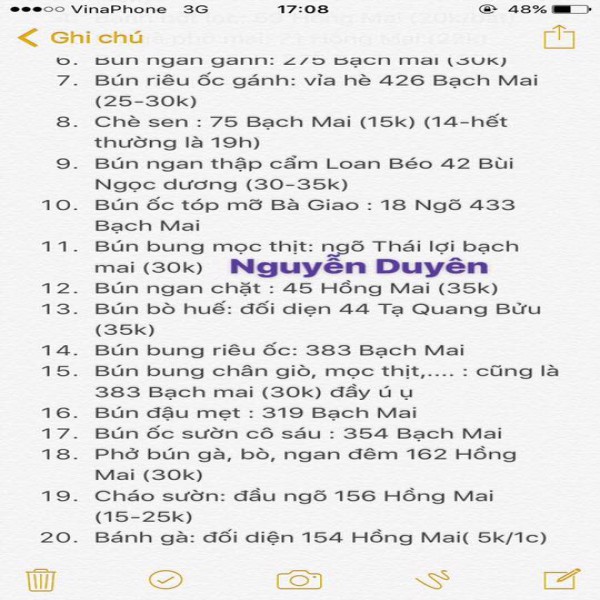 VinaPhone 3G 17:08 48%
Ghi chú
6. Bún ngan gánh: 275 Bạch mai (30k)
7. Bún riêu ốc gánh: vỉa hè 426 Bạch Mai
(25-30k)
8. Chè sen : 75 Bạch Mai (15k) (14-hết
thường là 19h)
9. Bún ngan thập cẩm Loan Béo 42 Bùi
Ngọc dương (30-35k)
10. Bún ốc tóp mỡ Bà Giao : 18 Ngõ 433
Bạch Mai
11. Bún bung mọc thịt: ngõ Thái lợi bạch
mai (30k) Nguyễn Duyên
12. Bún ngan chặt : 45 Hồng Mai (35k)
13. Bún bò huế: đối diẹn 44 Tạ Quang Bửu
(35k)
14. Bún bung riêu ốc: 383 Bạch Mai
15. Bún bung chân giò, mọc thịt,.... : cũng là
383 Bạch mai (30k) đầy ú ụ
16. Bún đậu mẹt : 319 Bạch Mai
17. Bún ốc sườn cô sáu : 354 Bạch Mai
18. Phở bún gà, bò, ngan đêm 162 Hồng
Mai (30k)
19. Cháo sườn: đầu ngõ 156 Hồng Mai
(15-25k)
20. Bánh gà: đối diện 154 Hồng Mai( 5k/1c)